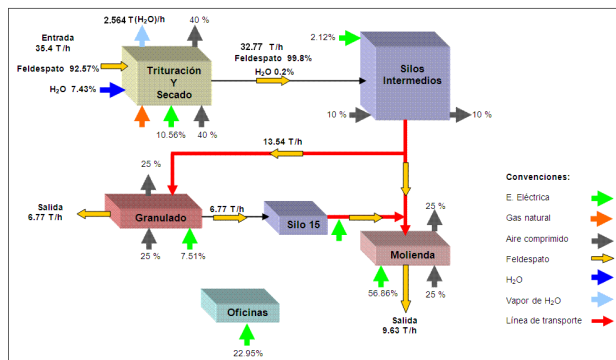 2.564 T(H2O)/h
40 %
Entrada
35.4 T/h
Feldespato 92.57%
H2O 7.43%
Trituración
Y
Secado
10.56%
40 %
32.77 T/h
Feldespato 99.8%
H2O 0.2%
2.12%
Silos
Intermedios
10 %
10 %
13.54 T/h
25 %
Salida
6.77 T/h
Granulado
25 %
7.51%
6.77 T/h
Silo 15
25 %
Molienda
56.86%
25 %
Salida
9.63 T/h
Oficinas
22.95%
Convenciones:
E. Eléctrica
Gas natural
Aire comprimido
Feldespato
H2O
Vapor de H2O
Línea de transporte